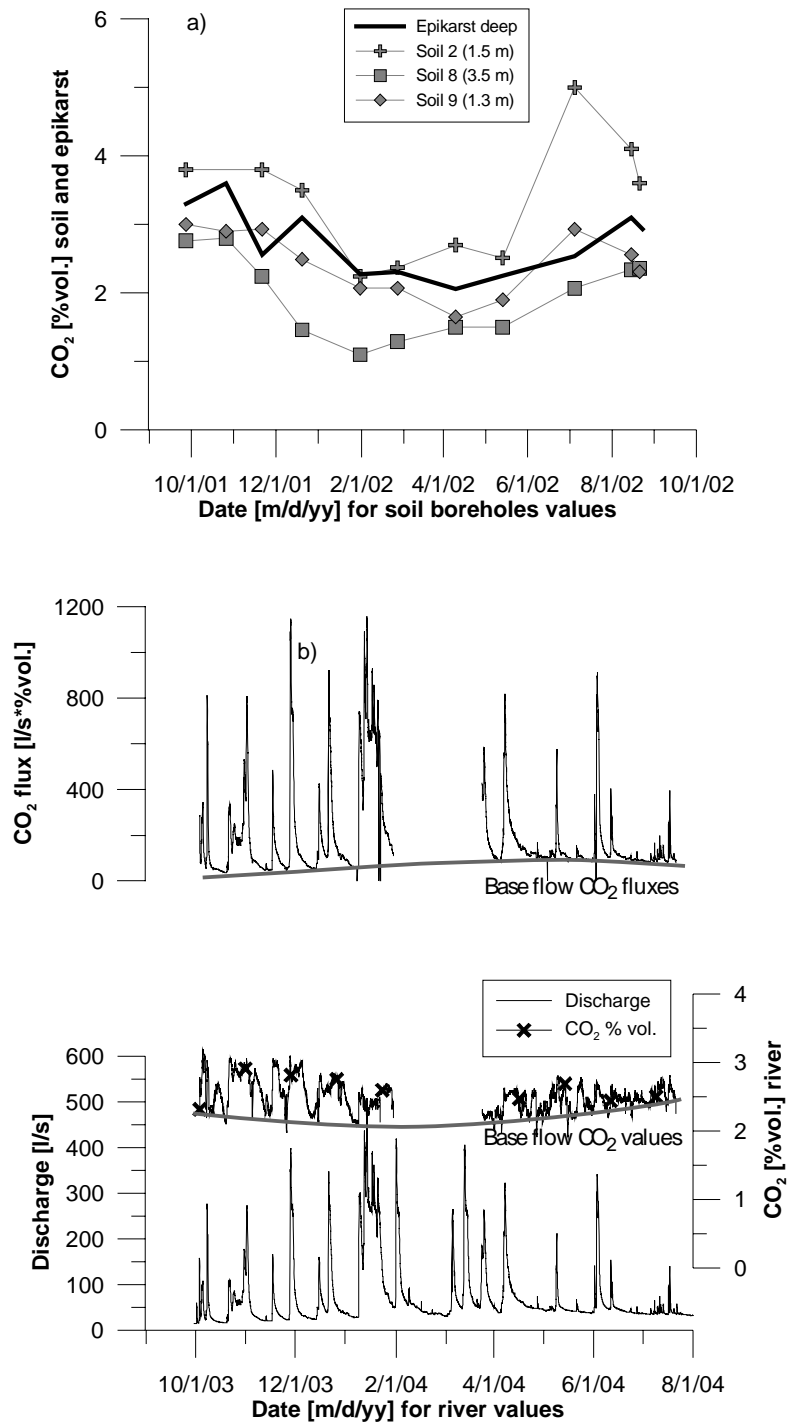 a)
Epikarst deep
Soil 2 (1.5 m)
Soil 8 (3.5 m)
Soil 9 (1.3 m)
6
4
2
0
CO₂ [%vol.] soil and epikarst
10/1/01 12/1/01 2/1/02 4/1/02 6/1/02 8/1/02 10/1/02
Date [m/d/yy] for soil boreholes values
b)
1200
800
400
0
CO₂ flux [l/s*%vol.]
Base flow CO₂ fluxes
Discharge
CO₂ % vol.
600
500
400
300
200
100
0
Discharge [l/s]
4
3
2
1
0
CO₂ [%vol.] river
Base flow CO₂ values
10/1/03 12/1/03 2/1/04 4/1/04 6/1/04 8/1/04
Date [m/d/yy] for river values